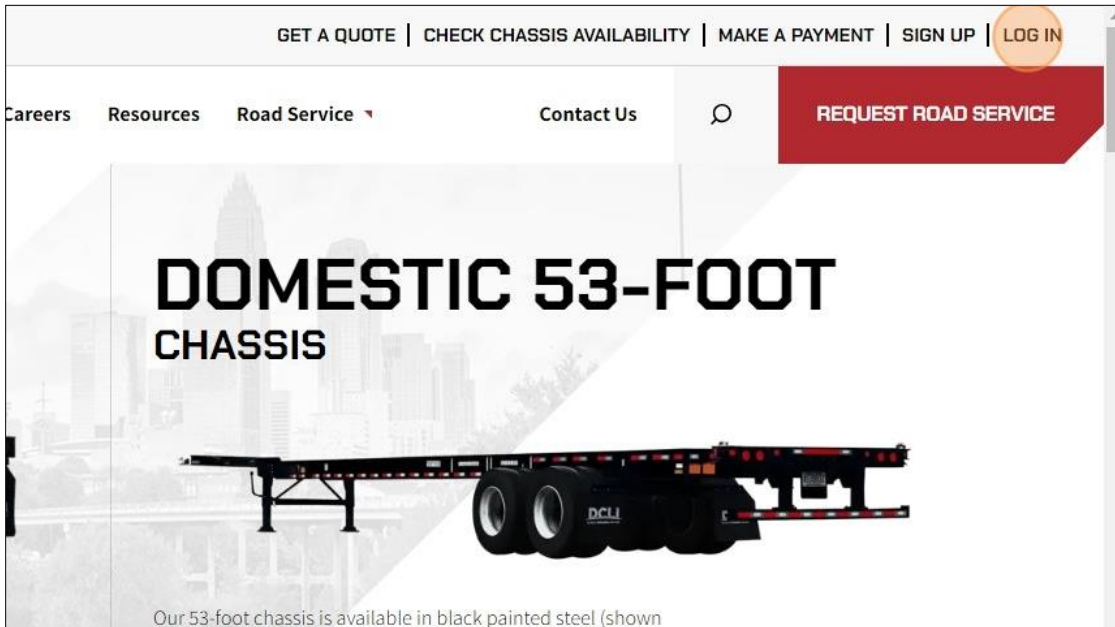 GET A QUOTE | CHECK CHASSIS AVAILABILITY | MAKE A PAYMENT | SIGN UP | LOG IN
Careers Resources Road Service Contact Us REQUEST ROAD SERVICE
DOMESTIC 53-FOOT
CHASSIS
DCLI
Our 53-foot chassis is available in black painted steel (shown